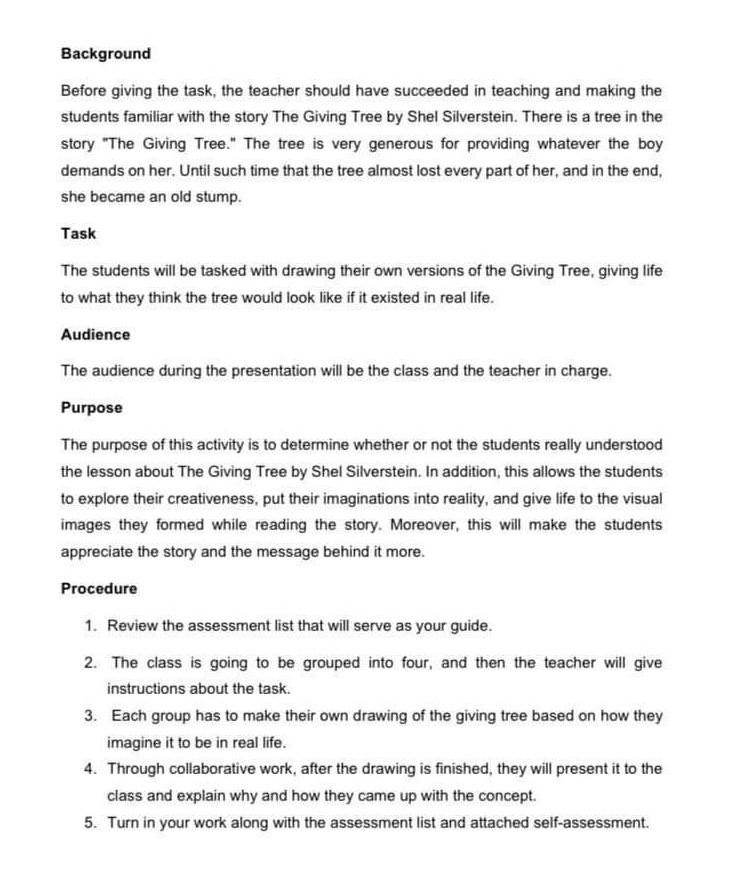 Background
Before giving the task, the teacher should have succeeded in teaching and making the
students familiar with the story The Giving Tree by Shel Silverstein. There is a tree in the
story "The Giving Tree." The tree is very generous for providing whatever the boy
demands on her. Until such time that the tree almost lost every part of her, and in the end,
she became an old stump.
Task
The students will be tasked with drawing their own versions of the Giving Tree, giving life
to what they think the tree would look like if it existed in real life.
Audience
The audience during the presentation will be the class and the teacher in charge.
Purpose
The purpose of this activity is to determine whether or not the students really understood
the lesson about The Giving Tree by Shel Silverstein. In addition, this allows the students
to explore their creativeness, put their imaginations into reality, and give life to the visual
images they formed while reading the story. Moreover, this will make the students
appreciate the story and the message behind it more.
Procedure
1. Review the assessment list that will serve as your guide.
2. The class is going to be grouped into four, and then the teacher will give
instructions about the task.
3. Each group has to make their own drawing of the giving tree based on how they
imagine it to be in real life.
4. Through collaborative work, after the drawing is finished, they will present it to the
class and explain why and how they came up with the concept.
5. Turn in your work along with the assessment list and attached self-assessment.